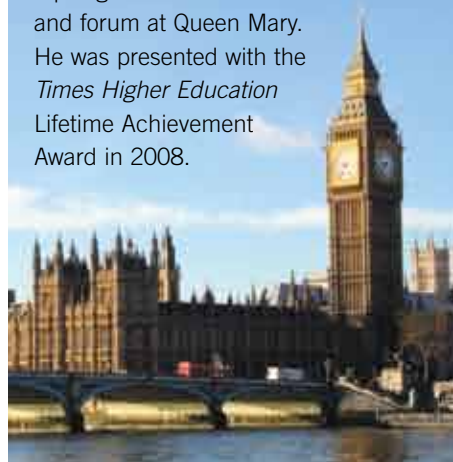 and forum at Queen Mary.
He was presented with the
Times Higher Education
Lifetime Achievement
Award in 2008.